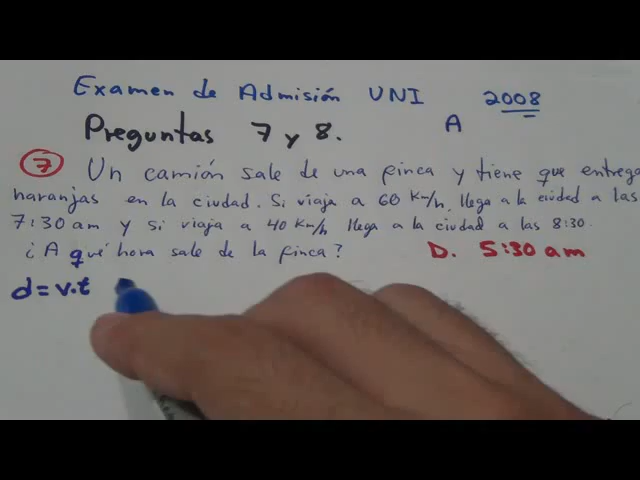 Examen de Admisión UNI 2008
Preguntas 7 y 8. A
7 Un camión sale de una finca y tiene que entrega
naranjas en la ciudad. Si viaja a 60 Km/h, llega a la ciudad a las
7:30 am y si viaja a 40 Km/h llega a la ciudad a las 8:30.
¿A qué hora sale de la finca? D. 5:30 am
d = v.t